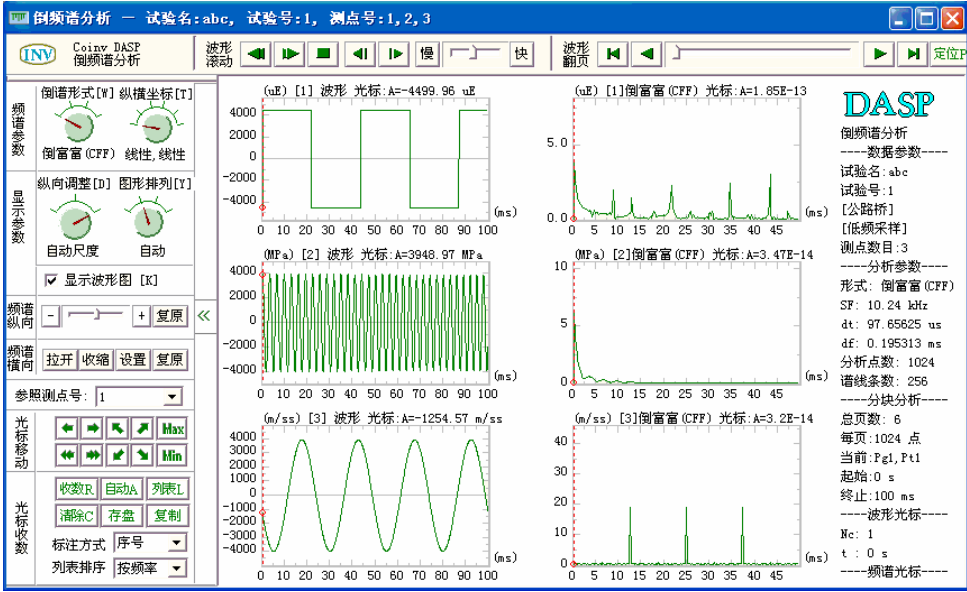 倒频谱分析 — 试验名:abc, 试验号:1, 测点号:1,2,3
INV
Coinv DASP
倒频谱分析
波形
滚动
慢
快
波形
翻页
定位P
频谱参数
倒谱形式[W] 纵横坐标[T]
倒富富(CFF) 线性,线性
显示参数
纵向调整[D] 图形排列[Y]
自动尺度 自动
显示波形图 [K]
频谱
纵向
- + 复原
频谱
横向
拉开 收缩 设置 复原
参照测点号: 1
光标移动
Max
Min
光标收数
收数R 自动A 列表L
清除C 存盘 复制
标注方式 序号
列表排序 按频率
(uE) [1] 波形 光标:A=-4499.96 uE
4000
2000
0
-2000
-4000
0 10 20 30 40 50 60 70 80 90 100
(ms)
(uE) [1]倒富富(CFF) 光标:A=1.85E-13
5.0
0.0
0 5 10 15 20 25 30 35 40 45
(ms)
(MPa) [2] 波形 光标:A=3948.97 MPa
4000
2000
0
-2000
-4000
0 10 20 30 40 50 60 70 80 90 100
(ms)
(MPa) [2]倒富富(CFF) 光标:A=3.47E-14
10
5
0
0 5 10 15 20 25 30 35 40 45
(ms)
(m/ss) [3] 波形 光标:A=-1254.57 m/ss
4000
3000
2000
1000
0
-1000
-2000
-3000
-4000
0 10 20 30 40 50 60 70 80 90 100
(ms)
(m/ss) [3]倒富富(CFF) 光标:A=3.2E-14
40
30
20
10
0
0 5 10 15 20 25 30 35 40 45
(ms)
DASP
倒频谱分析
----数据参数----
试验名:abc
试验号:1
[公路桥]
[低频采样]
测点数目:3
----分析参数----
形式: 倒富富(CFF)
SF: 10.24 kHz
dt: 97.65625 us
df: 0.195313 ms
分析点数: 1024
谱线条数: 256
----分块分析----
总页数: 6
每页:1024 点
当前:Pg1,Pt1
起始:0 s
终止:100 ms
----波形光标----
No: 1
t : 0 s
----频谱光标----